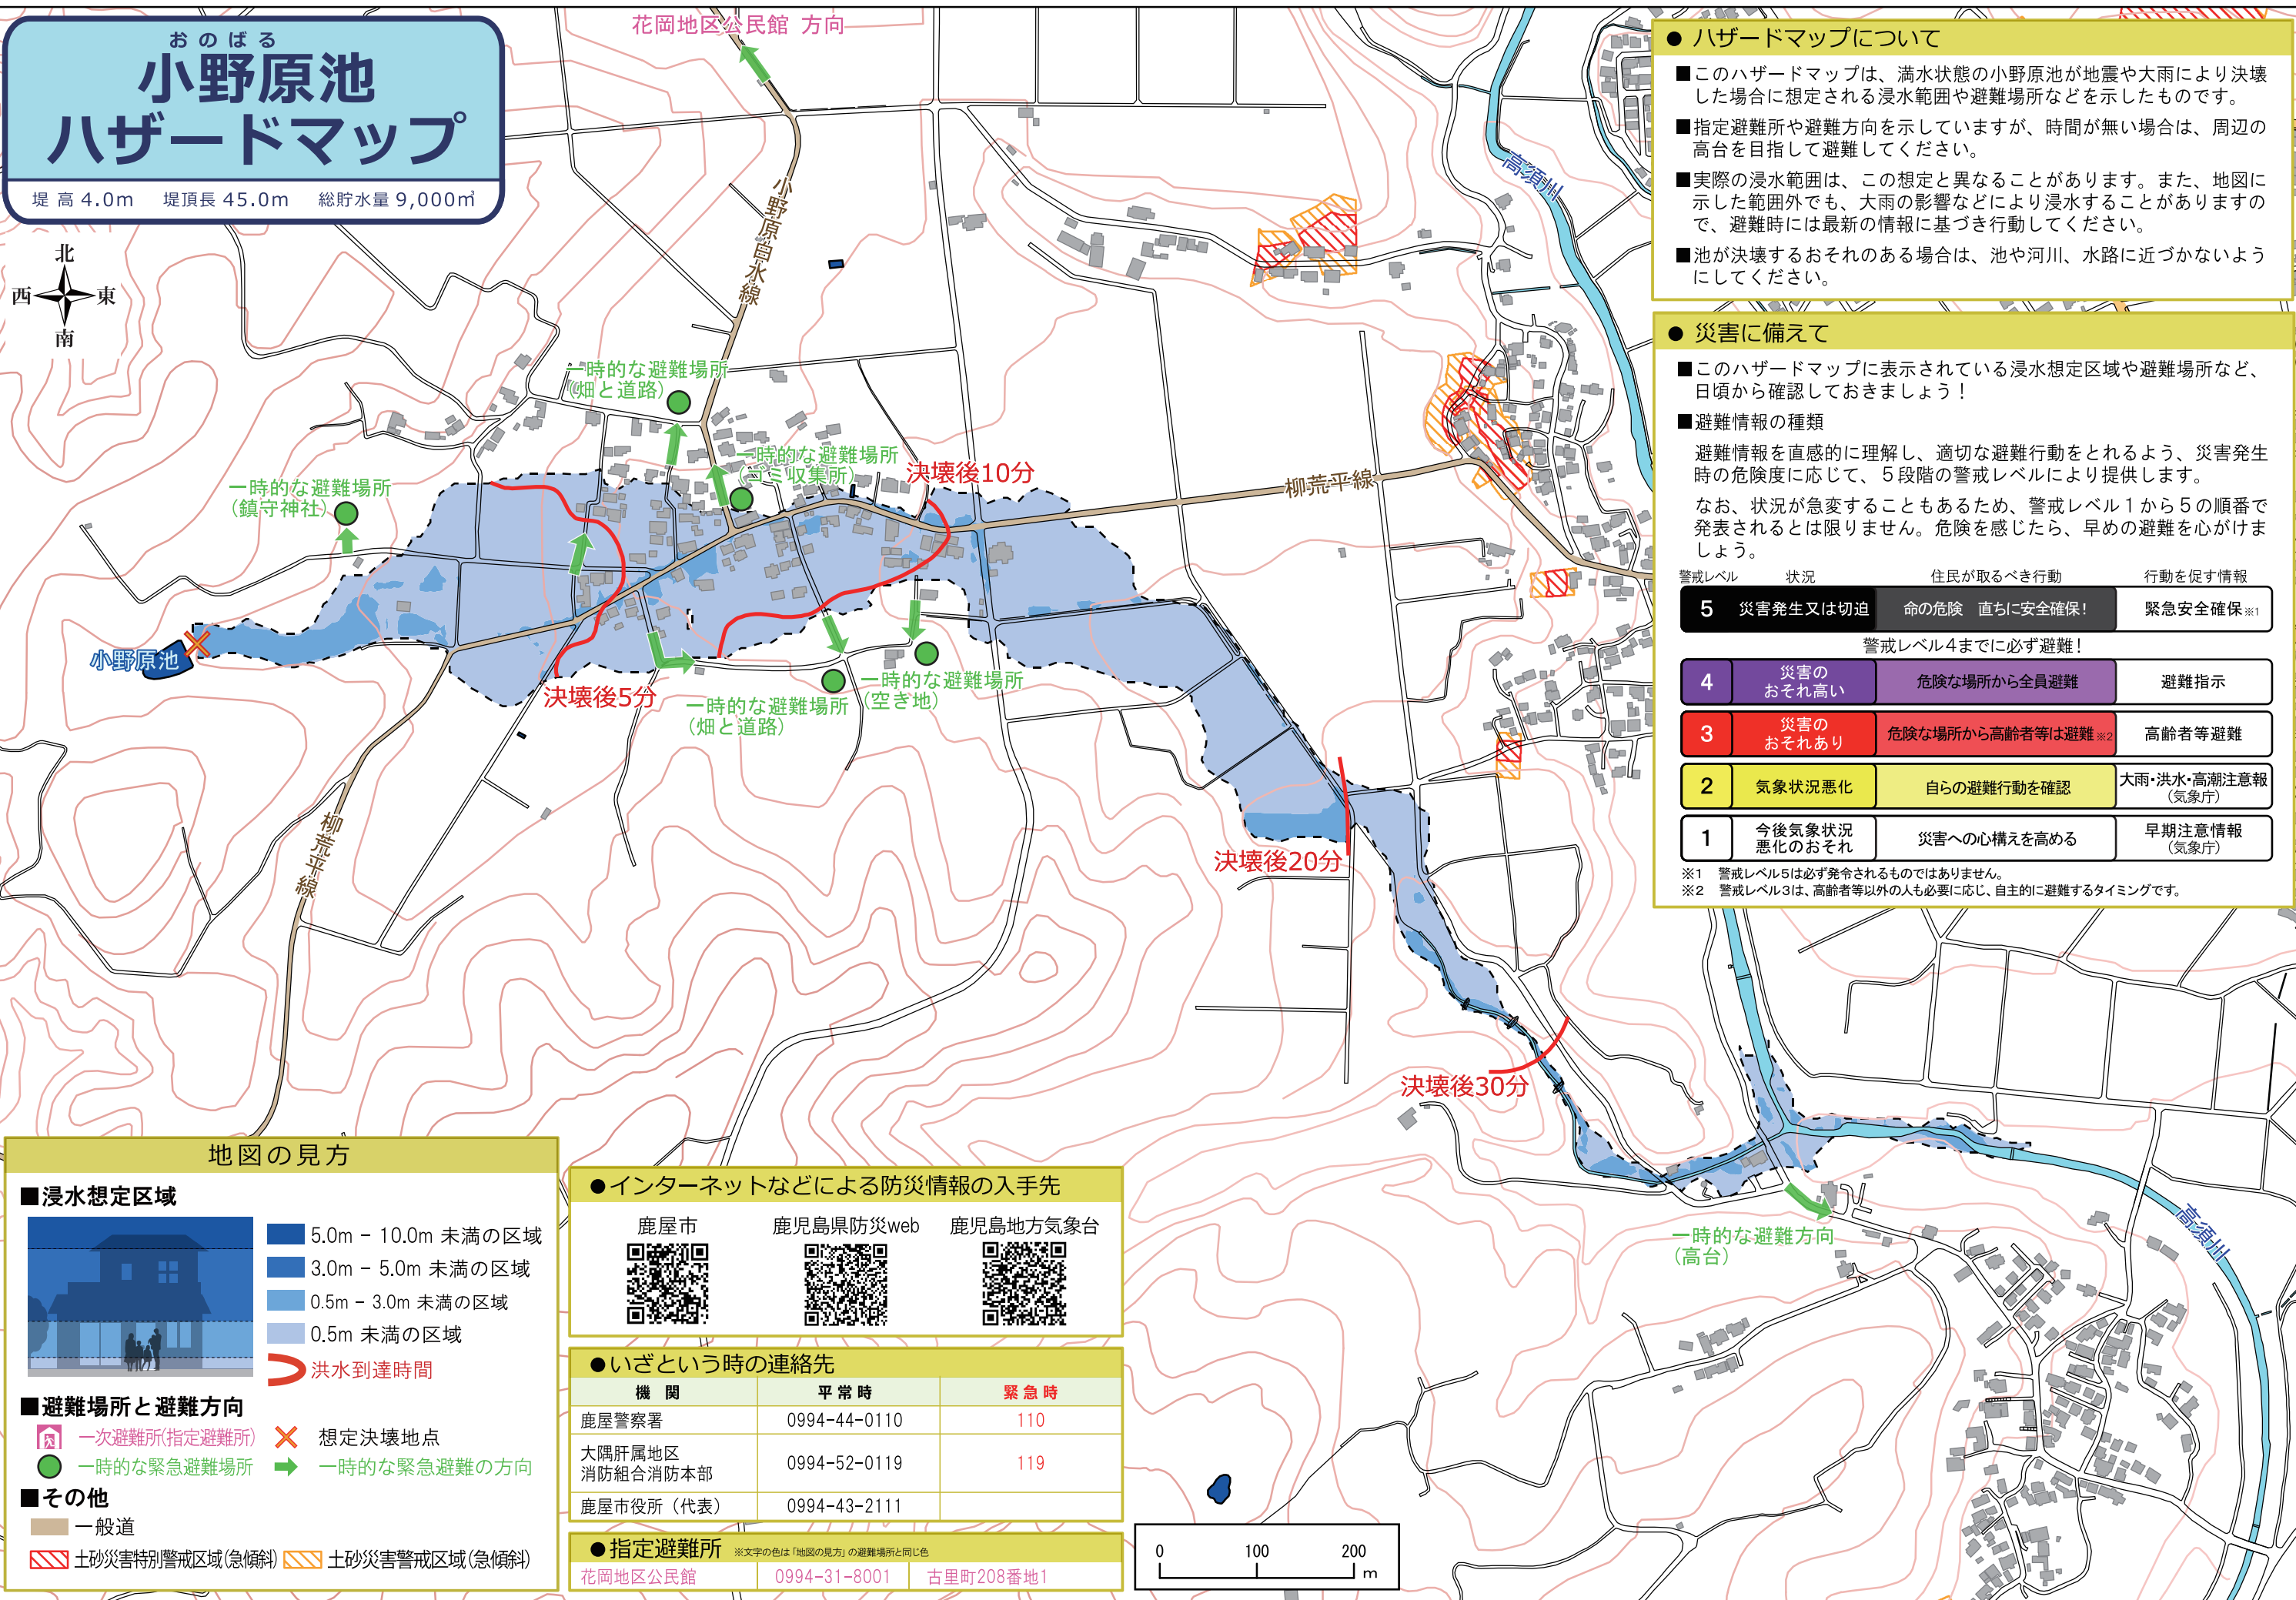 おのばる
小野原池
ハザードマップ
堤 高 4.0m 堤頂長 45.0m 総貯水量 9,000㎥
北
西 東
南
花岡地区公民館 方向
小野原白水線
高須川
一時的な避難場所
(畑と道路)
一時的な避難場所
(ゴミ収集所)
決壊後10分
柳荒平線
一時的な避難場所
(鎮守神社)
小野原池
決壊後5分
一時的な避難場所
(畑と道路)
一時的な避難場所
(空き地)
柳荒平線
決壊後20分
決壊後30分
一時的な避難方向
(高台)
高須川
● ハザードマップについて
■このハザードマップは、満水状態の小野原池が地震や大雨により決壊
した場合に想定される浸水範囲や避難場所などを示したものです。
■指定避難所や避難方向を示していますが、時間が無い場合は、周辺の
高台を目指して避難してください。
■実際の浸水範囲は、この想定と異なることがあります。また、地図に
示した範囲外でも、大雨の影響などにより浸水することがありますの
で、避難時には最新の情報に基づき行動してください。
■池が決壊するおそれのある場合は、池や河川、水路に近づかないよう
にしてください。
● 災害に備えて
■このハザードマップに表示されている浸水想定区域や避難場所など、
日頃から確認しておきましょう！
■避難情報の種類
避難情報を直感的に理解し、適切な避難行動をとれるよう、災害発生
時の危険度に応じて、５段階の警戒レベルにより提供します。
なお、状況が急変することもあるため、警戒レベル１から５の順番で
発表されるとは限りません。危険を感じたら、早めの避難を心がけま
しょう。
警戒レベル 状況 住民が取るべき行動 行動を促す情報
5 災害発生又は切迫 命の危険 直ちに安全確保！ 緊急安全確保※1
警戒レベル４までに必ず避難！
4 災害のおそれ高い 危険な場所から全員避難 避難指示
3 災害のおそれあり 危険な場所から高齢者等は避難※2 高齢者等避難
2 気象状況悪化 自らの避難行動を確認 大雨・洪水・高潮注意報(気象庁)
1 今後気象状況悪化のおそれ 災害への心構えを高める 早期注意情報(気象庁)
※1 警戒レベル5は必ず発令されるものではありません。
※2 警戒レベル3は、高齢者等以外の人も必要に応じ、自主的に避難するタイミングです。
地図の見方
■浸水想定区域
5.0m − 10.0m 未満の区域
3.0m − 5.0m 未満の区域
0.5m − 3.0m 未満の区域
0.5m 未満の区域
洪水到達時間
■避難場所と避難方向
一次避難所(指定避難所) 想定決壊地点
一時的な緊急避難場所 一時的な緊急避難の方向
■その他
一般道
土砂災害特別警戒区域(急傾斜) 土砂災害警戒区域(急傾斜)
●インターネットなどによる防災情報の入手先
鹿屋市 鹿児島県防災web 鹿児島地方気象台
●いざという時の連絡先
機 関 平常時 緊急時
鹿屋警察署 0994-44-0110 110
大隅肝属地区
消防組合消防本部 0994-52-0119 119
鹿屋市役所（代表） 0994-43-2111
●指定避難所 ※文字の色は「地図の見方」の避難場所と同じ色
花岡地区公民館 0994-31-8001 古里町208番地1
0 100 200
m